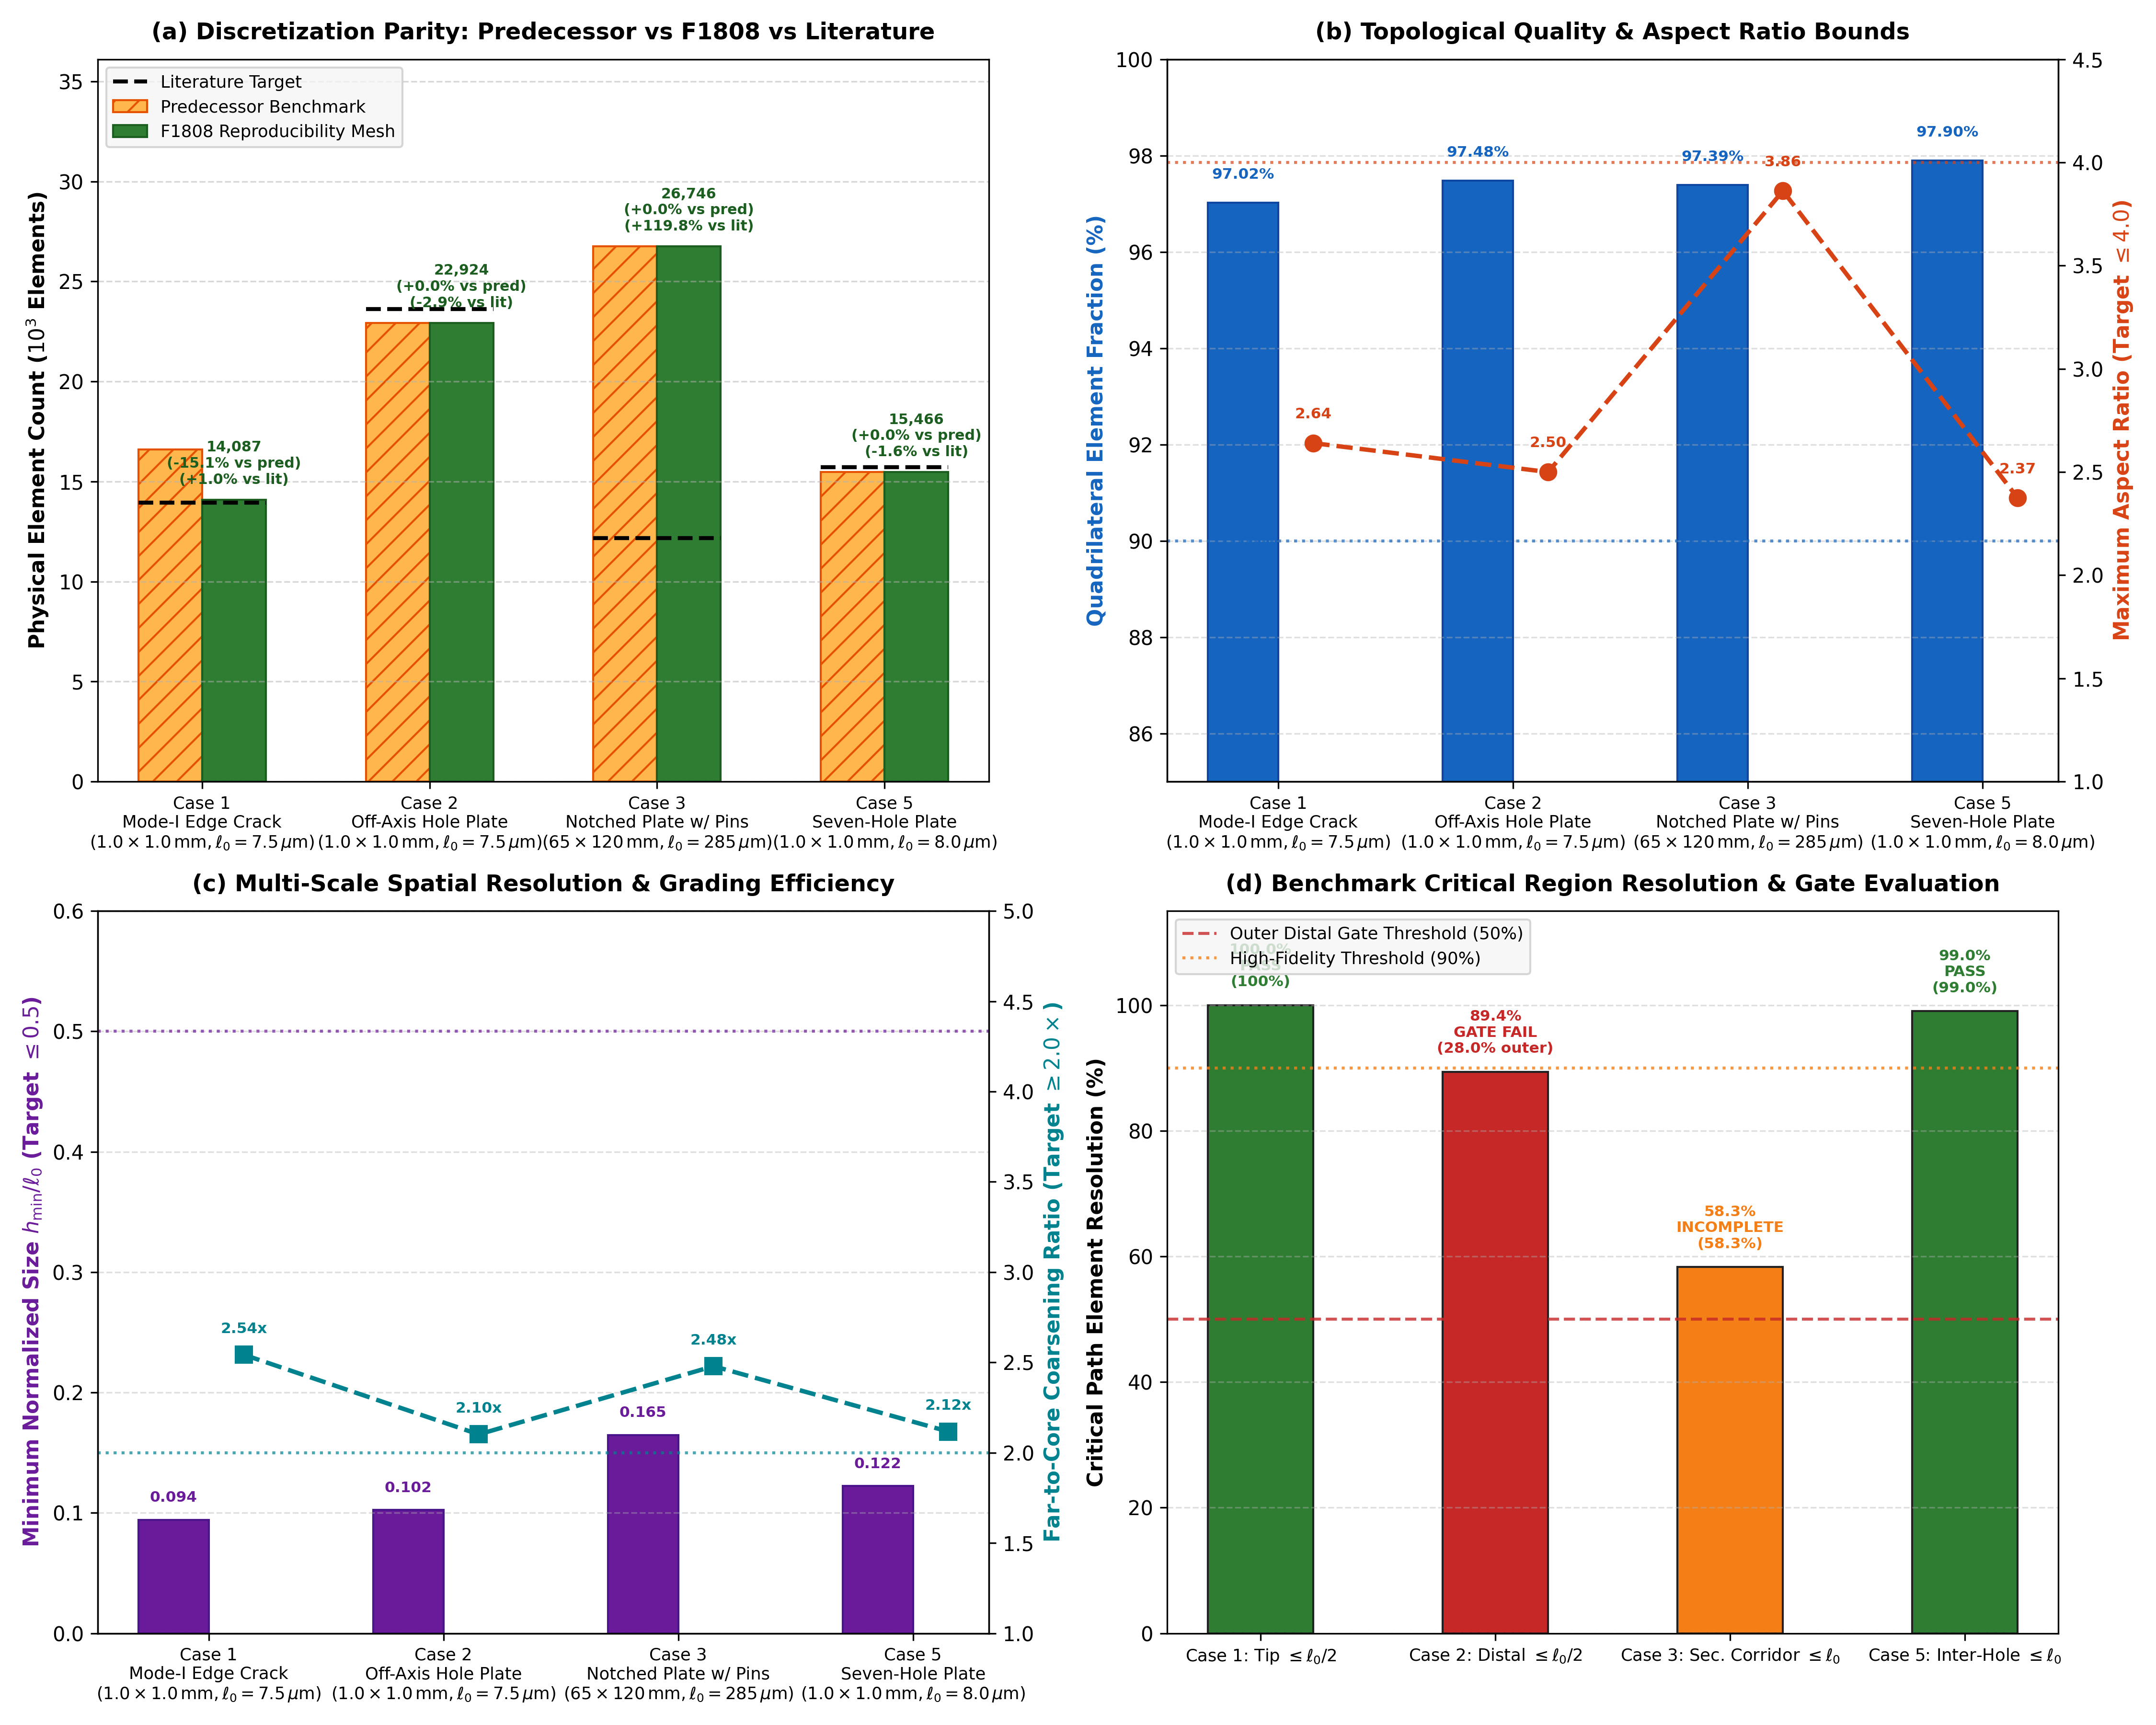 (a) Discretization Parity: Predecessor vs F1808 vs Literature
Physical Element Count (10³ Elements)
35
30
25
20
15
10
5
0
Literature Target
Predecessor Benchmark
F1808 Reproducibility Mesh
14,087
(-15.1% vs pred)
(+1.0% vs lit)
22,924
(+0.0% vs pred)
(-2.9% vs lit)
26,746
(+0.0% vs pred)
(+119.8% vs lit)
15,466
(+0.0% vs pred)
(-1.6% vs lit)
Case 1
Mode-I Edge Crack
(1.0 × 1.0 mm, ℓ₀ = 7.5 μm)
Case 2
Off-Axis Hole Plate
(1.0 × 1.0 mm, ℓ₀ = 7.5 μm)
Case 3
Notched Plate w/ Pins
(65 × 120 mm, ℓ₀ = 285 μm)
Case 5
Seven-Hole Plate
(1.0 × 1.0 mm, ℓ₀ = 8.0 μm)
(b) Topological Quality & Aspect Ratio Bounds
Quadrilateral Element Fraction (%)
100
98
96
94
92
90
88
86
97.02%
97.48%
97.39%
97.90%
2.64
2.50
3.86
2.37
4.5
4.0
3.5
3.0
2.5
2.0
1.5
1.0
Maximum Aspect Ratio (Target ≤ 4.0)
Case 1
Mode-I Edge Crack
(1.0 × 1.0 mm, ℓ₀ = 7.5 μm)
Case 2
Off-Axis Hole Plate
(1.0 × 1.0 mm, ℓ₀ = 7.5 μm)
Case 3
Notched Plate w/ Pins
(65 × 120 mm, ℓ₀ = 285 μm)
Case 5
Seven-Hole Plate
(1.0 × 1.0 mm, ℓ₀ = 8.0 μm)
(c) Multi-Scale Spatial Resolution & Grading Efficiency
Minimum Normalized Size h_min/ℓ₀ (Target ≤ 0.5)
0.6
0.5
0.4
0.3
0.2
0.1
0.0
2.54x
2.10x
2.48x
2.12x
0.094
0.102
0.165
0.122
5.0
4.5
4.0
3.5
3.0
2.5
2.0
1.5
1.0
Far-to-Core Coarsening Ratio (Target ≥ 2.0 ×)
Case 1
Mode-I Edge Crack
(1.0 × 1.0 mm, ℓ₀ = 7.5 μm)
Case 2
Off-Axis Hole Plate
(1.0 × 1.0 mm, ℓ₀ = 7.5 μm)
Case 3
Notched Plate w/ Pins
(65 × 120 mm, ℓ₀ = 285 μm)
Case 5
Seven-Hole Plate
(1.0 × 1.0 mm, ℓ₀ = 8.0 μm)
(d) Benchmark Critical Region Resolution & Gate Evaluation
Critical Path Element Resolution (%)
100
80
60
40
20
0
Outer Distal Gate Threshold (50%)
High-Fidelity Threshold (90%)
100.0%
PASS
(100%)
89.4%
GATE FAIL
(28.0% outer)
58.3%
INCOMPLETE
(58.3%)
99.0%
PASS
(99.0%)
Case 1: Tip ≤ℓ₀/2
Case 2: Distal ≤ℓ₀/2
Case 3: Sec. Corridor ≤ℓ₀
Case 5: Inter-Hole ≤ℓ₀